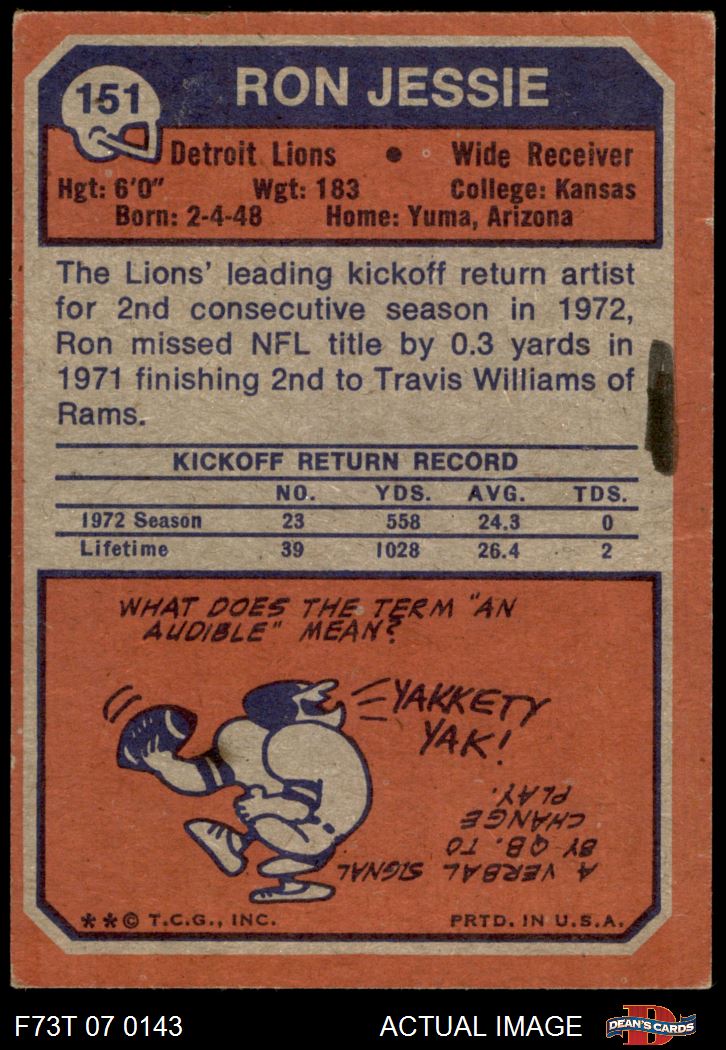 151
RON JESSIE
Detroit Lions • Wide Receiver
Hgt: 6'0" Wgt: 183 College: Kansas
Born: 2-4-48 Home: Yuma, Arizona
The Lions' leading kickoff return artist
for 2nd consecutive season in 1972,
Ron missed NFL title by 0.3 yards in
1971 finishing 2nd to Travis Williams of
Rams.
KICKOFF RETURN RECORD
NO. YDS. AVG. TDS.
1972 Season 23 558 24.3 0
Lifetime 39 1028 26.4 2
WHAT DOES THE TERM "AN
AUDIBLE" MEAN?
YAKKETY
YAK!
A VERBAL SIGNAL
BY QB. TO
CHANGE
PLAY.
**© T.C.G., INC. PRTD. IN U.S.A.
F73T 07 0143 ACTUAL IMAGE
D
DEAN'S CARDS